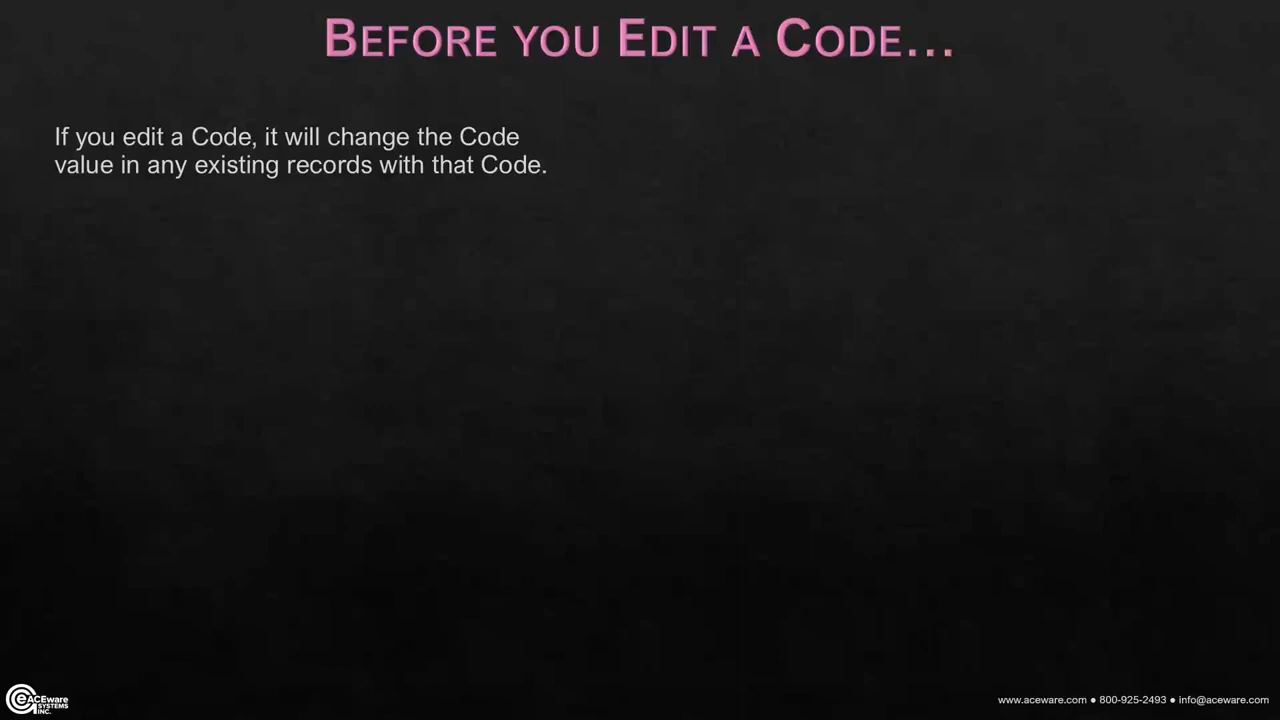 BEFORE YOU EDIT A CODE...
If you edit a Code, it will change the Code
value in any existing records with that Code.
ACEware
SYSTEMS
INC.
www.aceware.com ● 800-925-2493 ● info@aceware.com